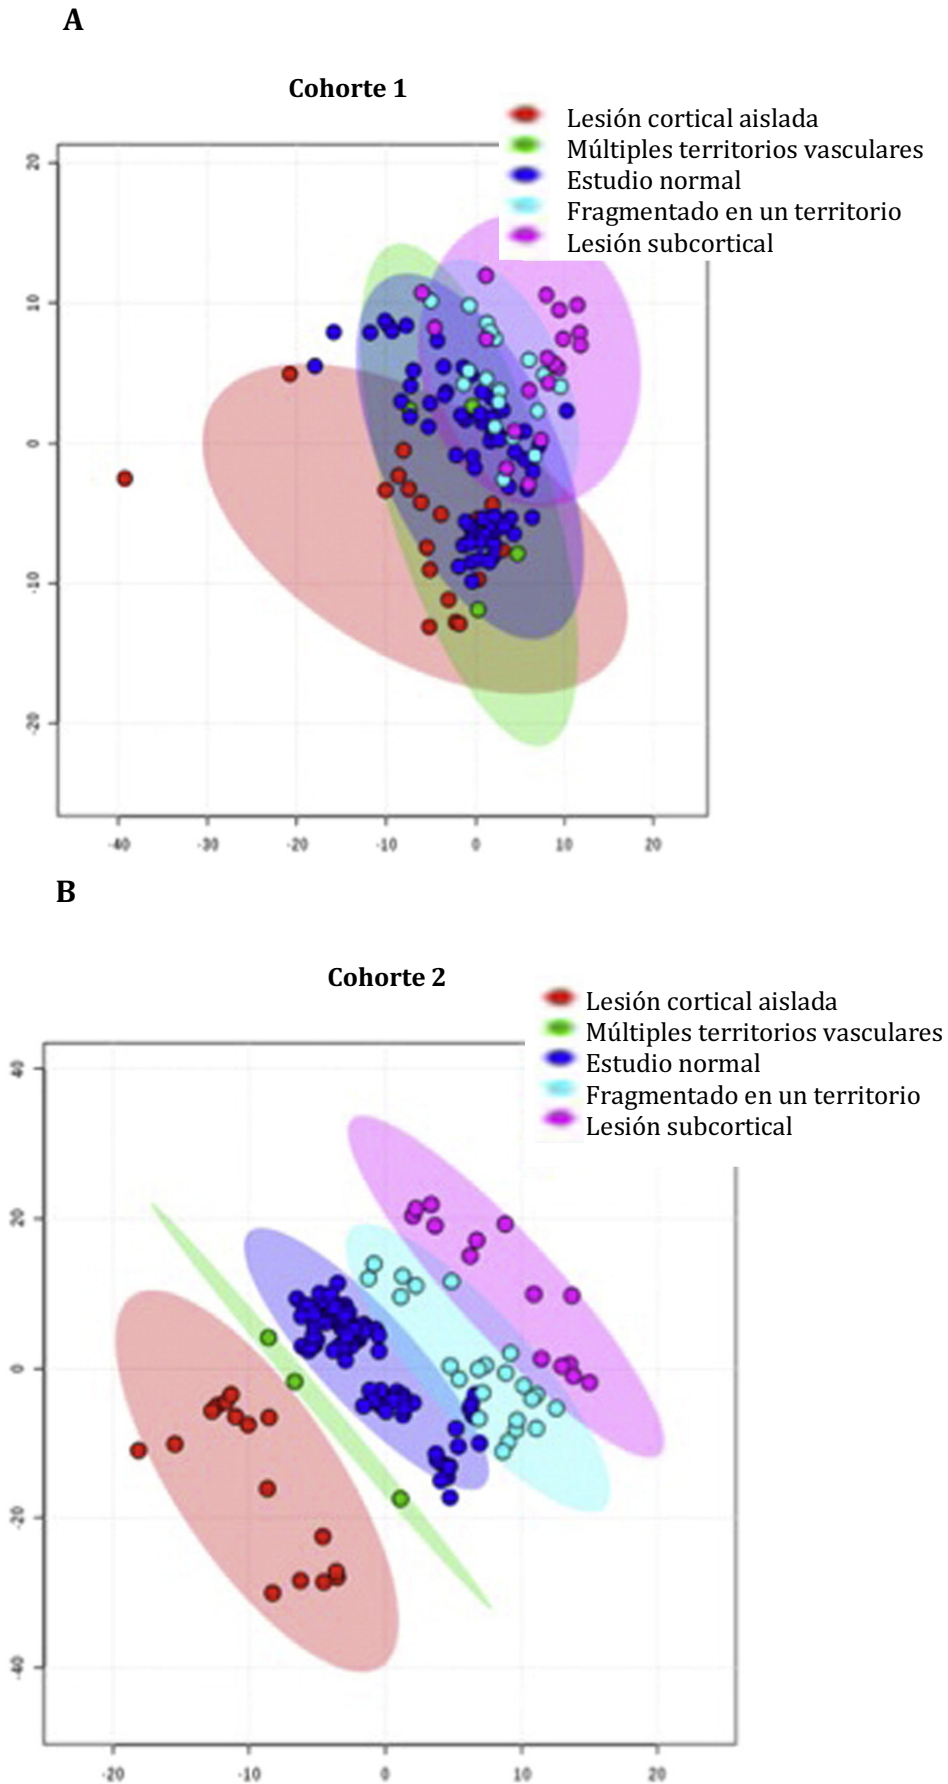 A
Cohorte 1
Lesión cortical aislada
Múltiples territorios vasculares
Estudio normal
Fragmentado en un territorio
Lesión subcortical
20
10
0
-10
-20
-40 -30 -20 -10 0 10 20
B
Cohorte 2
Lesión cortical aislada
Múltiples territorios vasculares
Estudio normal
Fragmentado en un territorio
Lesión subcortical
40
20
0
-20
-40
-20 -10 0 10 20